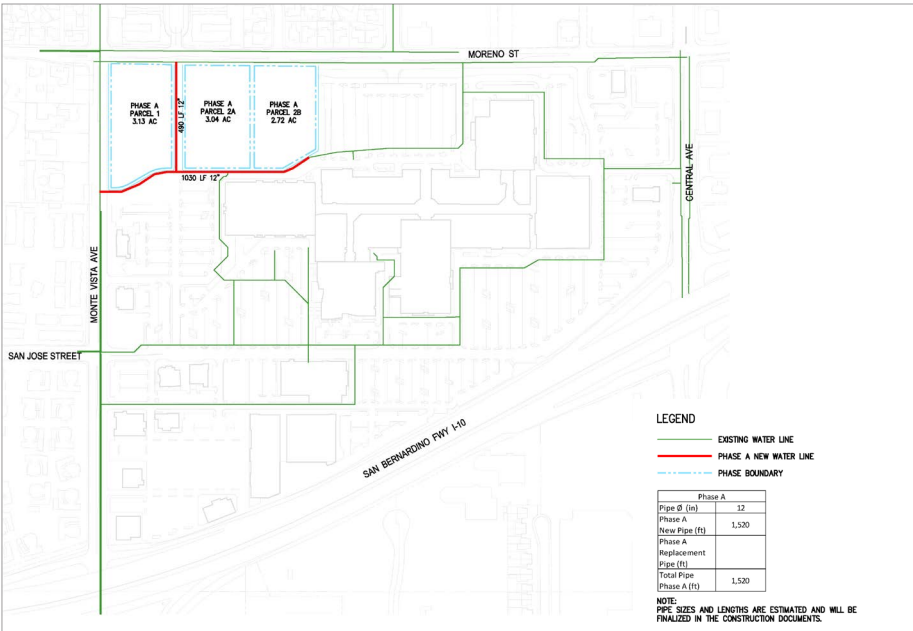 MORENO ST
PHASE A
PARCEL 1
3.13 AC
490 LF 12"
PHASE A
PARCEL 2A
3.04 AC
PHASE A
PARCEL 2B
2.72 AC
1030 LF 12"
CENTRAL AVE
MONTE VISTA AVE
SAN JOSE STREET
SAN BERNARDINO FWY I-10
LEGEND
EXISTING WATER LINE
PHASE A NEW WATER LINE
PHASE BOUNDARY
Phase A
Pipe Ø (in) 12
Phase A
New Pipe (ft) 1,520
Phase A
Replacement
Pipe (ft)
Total Pipe
Phase A (ft) 1,520
NOTE:
PIPE SIZES AND LENGTHS ARE ESTIMATED AND WILL BE
FINALIZED IN THE CONSTRUCTION DOCUMENTS.